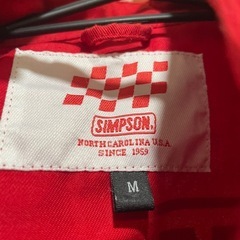 SIMPSON.
NORTH CAROLINA U.S.A
SINCE 1959
M